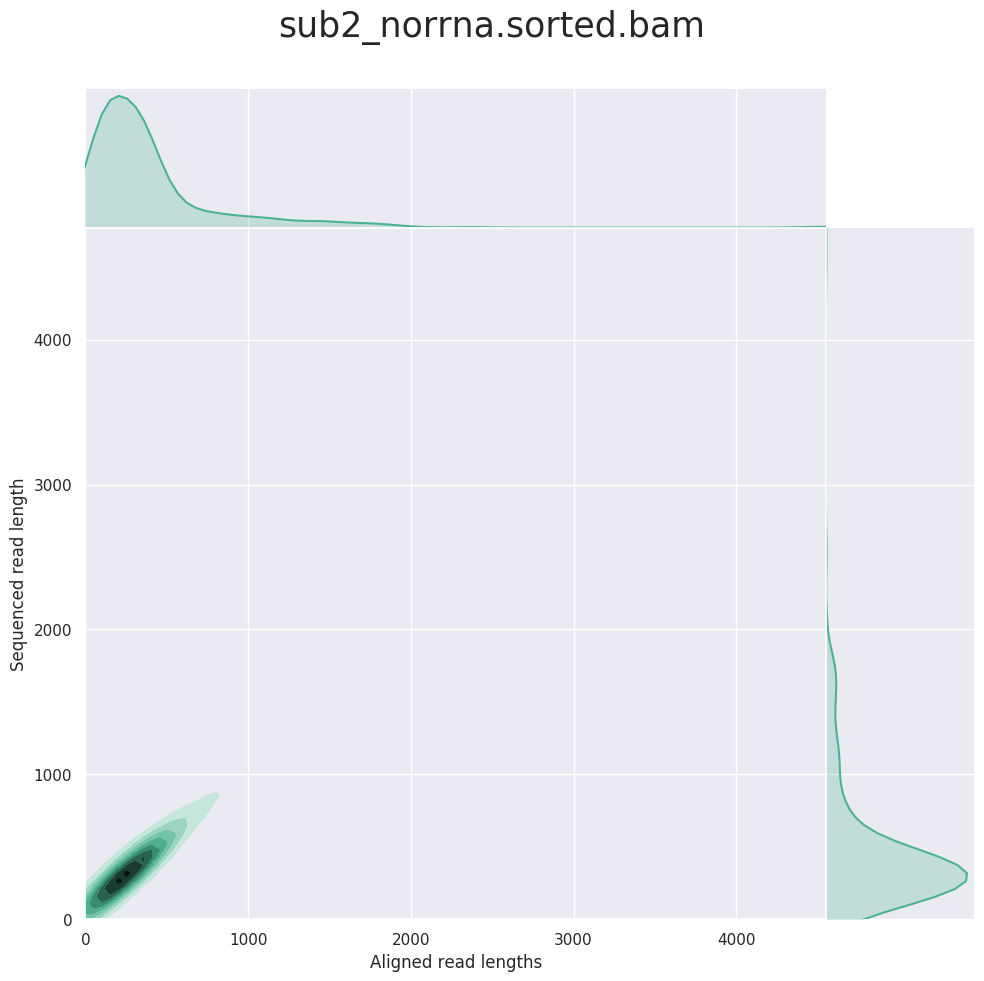 sub2_norrna.sorted.bam
4000
3000
2000
1000
0
Sequenced read length
0 1000 2000 3000 4000
Aligned read lengths